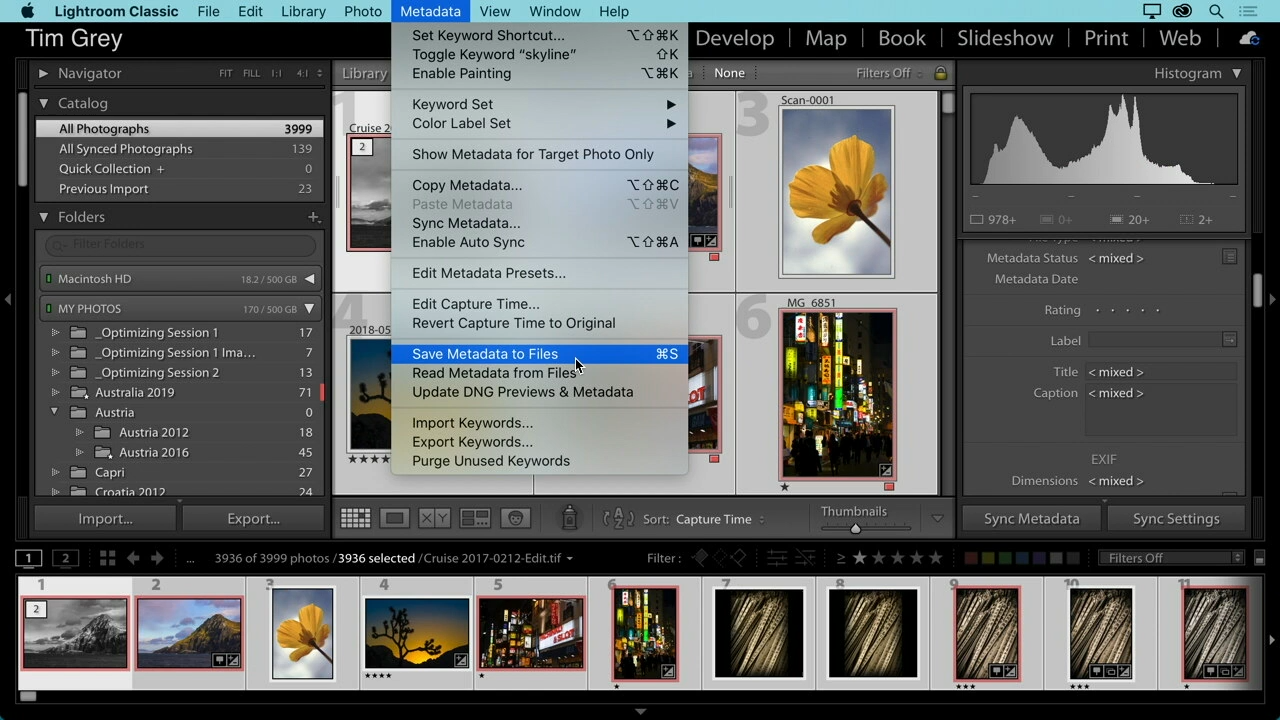 Lightroom Classic File Edit Library Photo Metadata View Window Help
Tim Grey
Develop | Map | Book | Slideshow | Print | Web
Set Keyword Shortcut... ⌥⇧⌘K
Toggle Keyword “skyline” ⇧K
Enable Painting ⌥⌘K
Keyword Set
Color Label Set
Show Metadata for Target Photo Only
Copy Metadata... ⌥⇧⌘C
Paste Metadata ⌥⇧⌘V
Sync Metadata...
Enable Auto Sync ⌥⇧⌘A
Edit Metadata Presets...
Edit Capture Time...
Revert Capture Time to Original
Save Metadata to Files ⌘S
Read Metadata from Files
Update DNG Previews & Metadata
Import Keywords...
Export Keywords...
Purge Unused Keywords
Navigator FIT FILL 1:1 4:1
Catalog
All Photographs 3999
All Synced Photographs 139
Quick Collection + 0
Previous Import 23
Folders +
Filter Folders
Macintosh HD 18.2 / 500 GB
MY PHOTOS 170 / 500 GB
_Optimizing Session 1 17
_Optimizing Session 1 Ima... 7
_Optimizing Session 2 13
Australia 2019 71
Austria 0
Austria 2012 18
Austria 2016 45
Capri 27
Croatia 2012 24
Import... Export...
Library None Filters Off
1 3
Cruise 2 Scan-0001
2
4 6
2018-05 MG_6851
Sort: Capture Time Thumbnails
Histogram
978+ 0+ 20+ 2+
Metadata Status < mixed >
Metadata Date
Rating
Label
Title < mixed >
Caption < mixed >
EXIF
Dimensions < mixed >
Sync Metadata Sync Settings
1 2 ... 3936 of 3999 photos / 3936 selected / Cruise 2017-0212-Edit.tif Filter : ≥ Filters Off
1 2 3 4 5 6 7 8 9 10 11
2